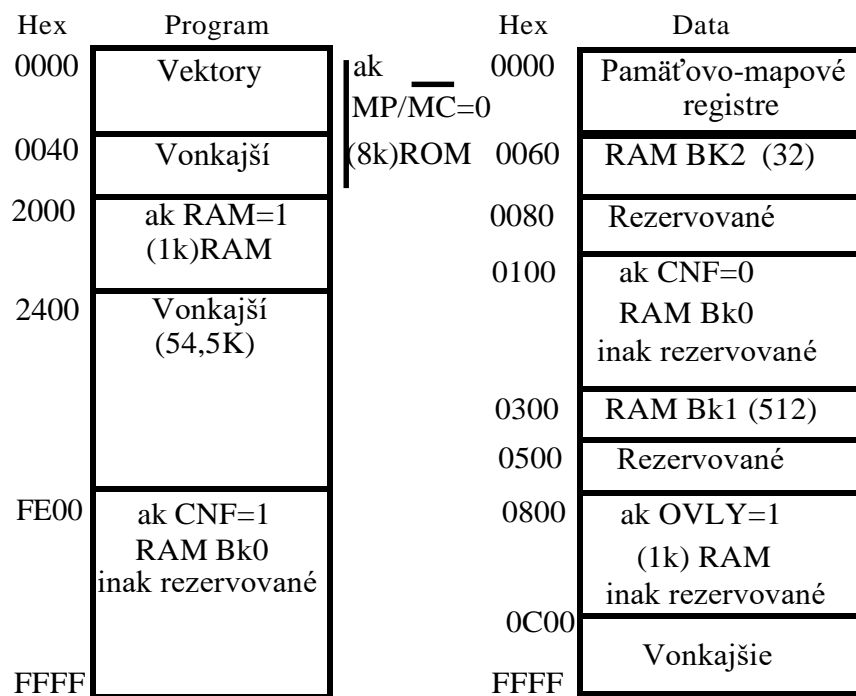 Hex Program
0000 Vektory
0040 Vonkajší
2000 ak RAM=1
(1k)RAM
2400 Vonkajší
(54,5K)
FE00 ak CNF=1
RAM Bk0
inak rezervované
FFFF
ak
MP/M̅C̅=0
(8k)ROM
Hex Data
0000 Pamäťovo-mapové
registre
0060 RAM BK2 (32)
0080 Rezervované
0100 ak CNF=0
RAM Bk0
inak rezervované
0300 RAM Bk1 (512)
0500 Rezervované
0800 ak OVLY=1
(1k) RAM
inak rezervované
0C00
Vonkajšie
FFFF